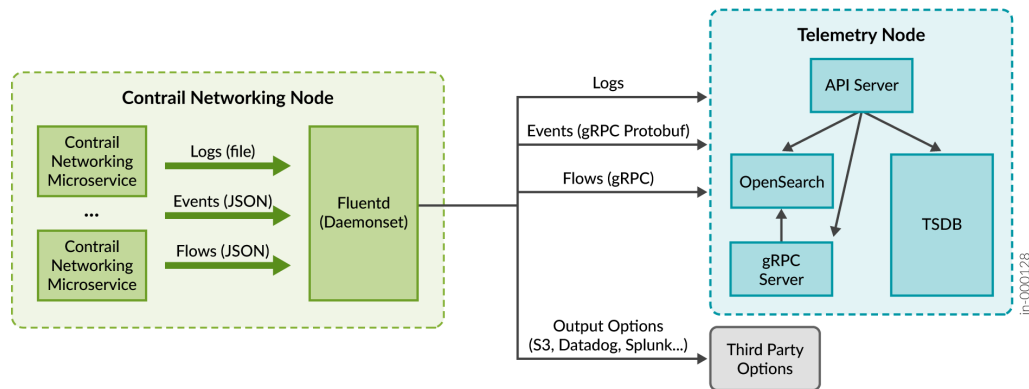 Contrail Networking Node
Contrail
Networking
Microservice
...
Contrail
Networking
Microservice
Logs (file)
Events (JSON)
Flows (JSON)
Fluentd
(Daemonset)
Logs
Events (gRPC Protobuf)
Flows (gRPC)
Output Options
(S3, Datadog, Splunk...)
Telemetry Node
API Server
OpenSearch
gRPC
Server
TSDB
Third Party
Options
jn-000128